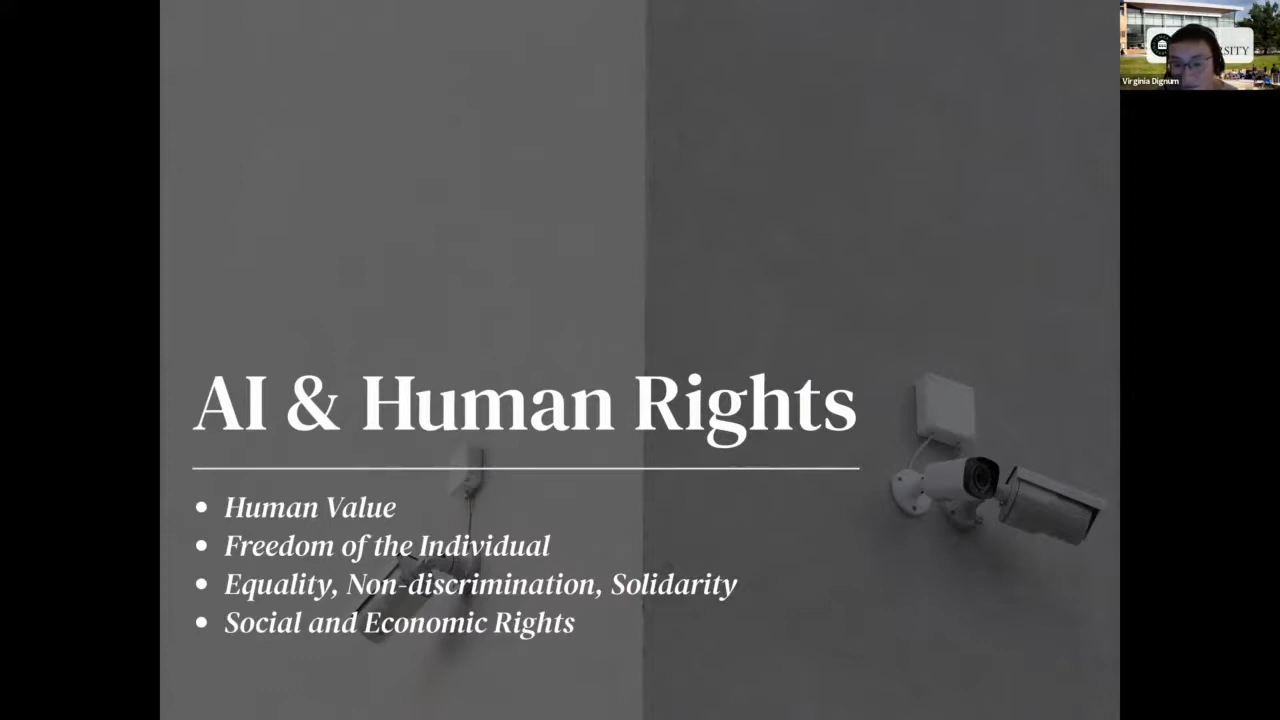 AI & Human Rights
Human Value
Freedom of the Individual
Equality, Non-discrimination, Solidarity
Social and Economic Rights
Virginia Dignum